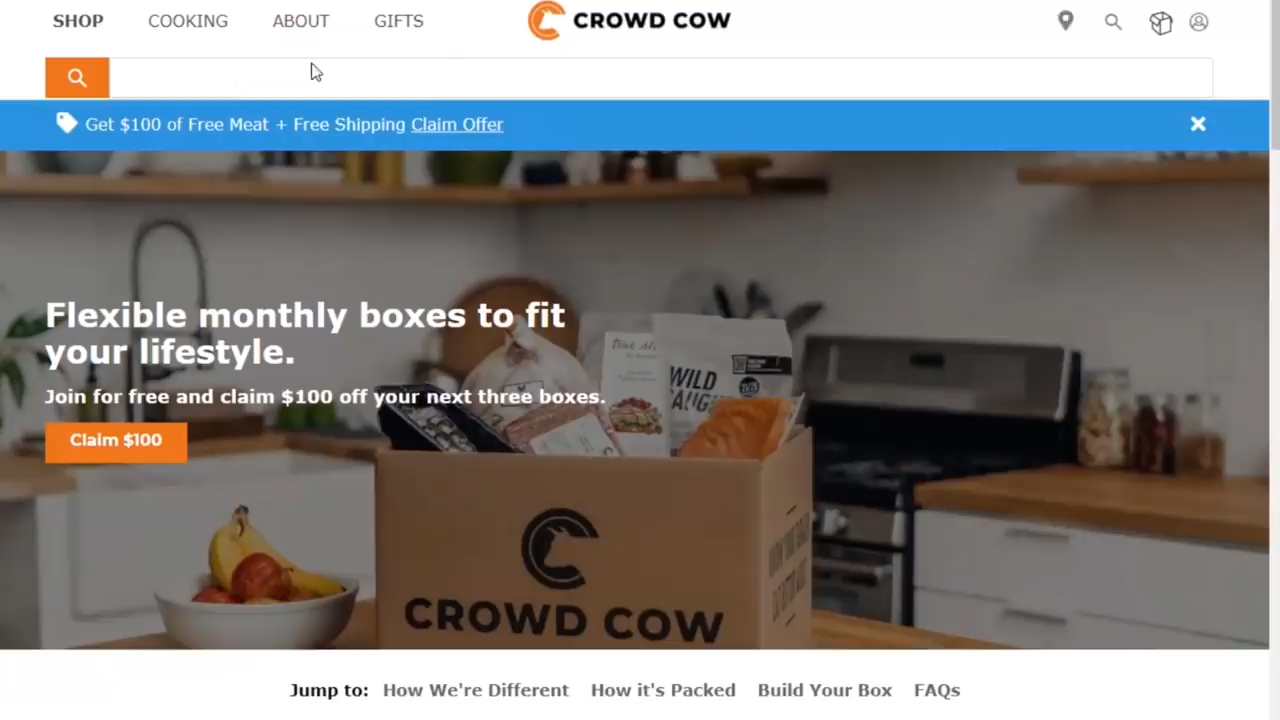 SHOP COOKING ABOUT GIFTS CROWD COW
Get $100 of Free Meat + Free Shipping Claim Offer
Flexible monthly boxes to fit
your lifestyle.
Join for free and claim $100 off your next three boxes.
Claim $100
WILD
CROWD COW
Jump to: How We're Different How it's Packed Build Your Box FAQs